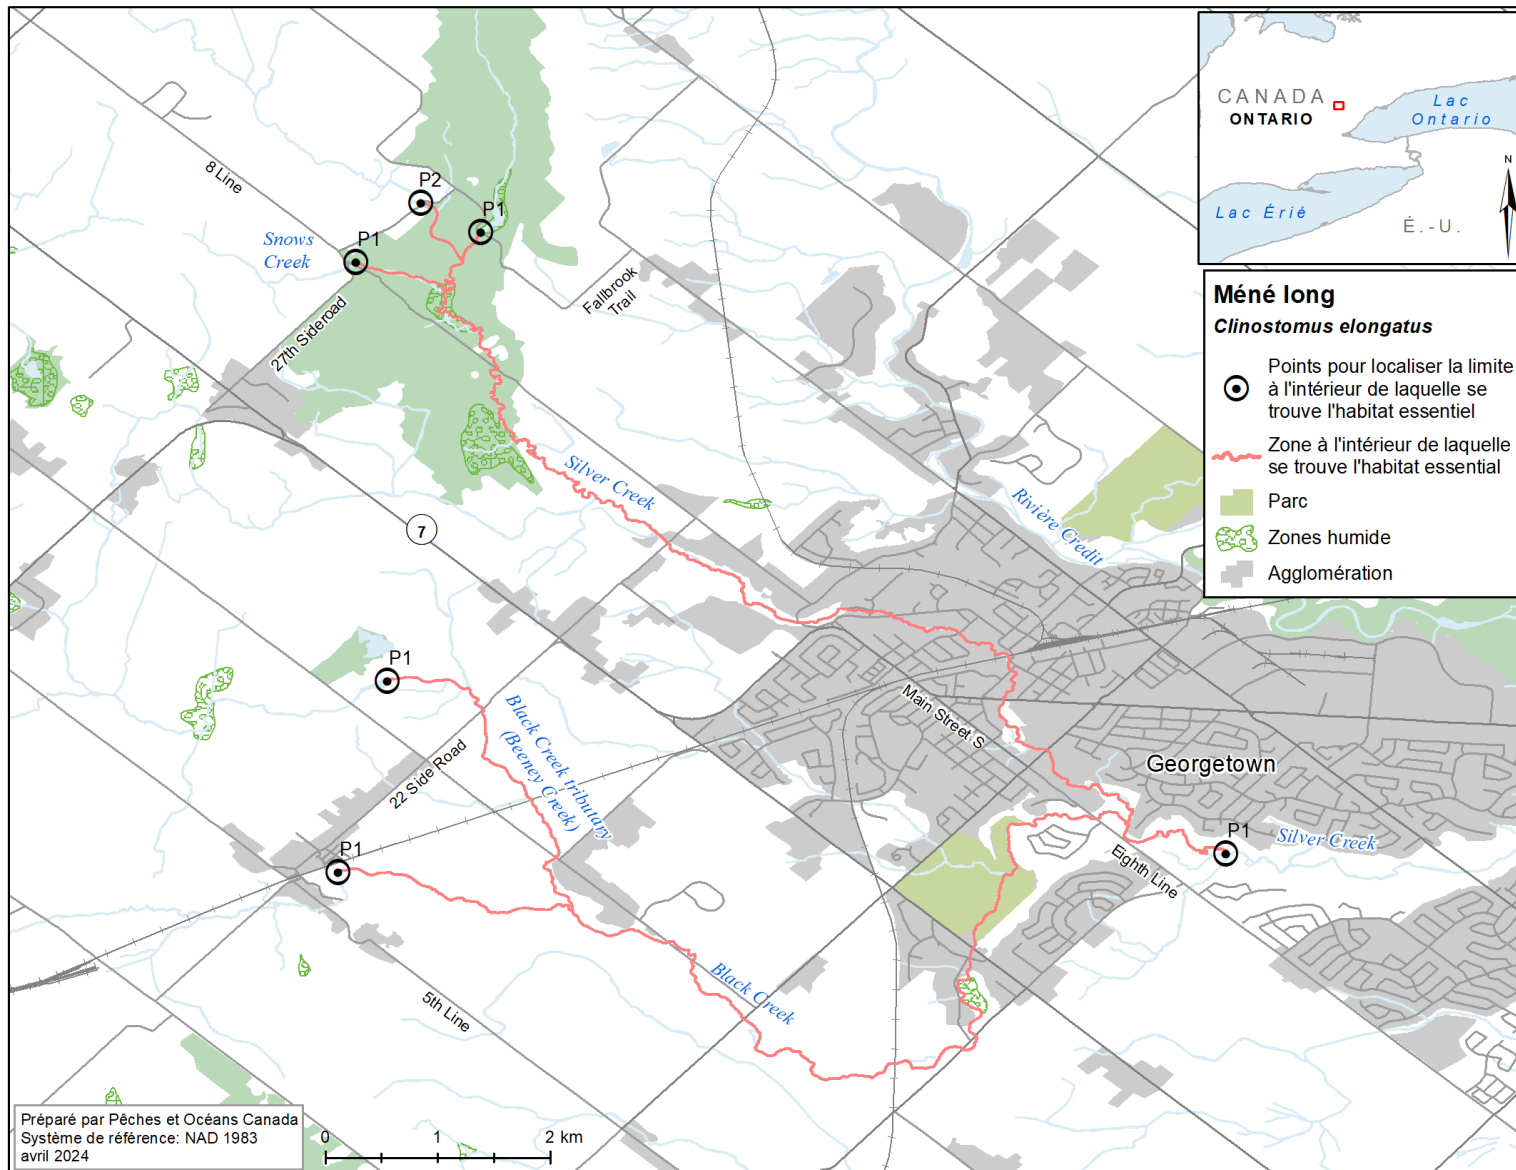 CANADA
ONTARIO
Lac
Ontario
Lac Érié
É.-U.
N
Méné long
Clinostomus elongatus
Points pour localiser la limite
à l'intérieur de laquelle se
trouve l'habitat essentiel
Zone à l'intérieur de laquelle
se trouve l'habitat essential
Parc
Zones humide
Agglomération
8 Line
P2
P1
Snows
Creek
P1
27th Sideroad
Fallbrook
Trail
Silver Creek
7
Rivière Credit
P1
Black Creek tributary
(Beeney Creek)
22 Side Road
Main Street S
Georgetown
P1
P1
Silver Creek
Eighth Line
Black Creek
5th Line
Préparé par Pêches et Océans Canada
Système de référence: NAD 1983
avril 2024
0 1 2 km